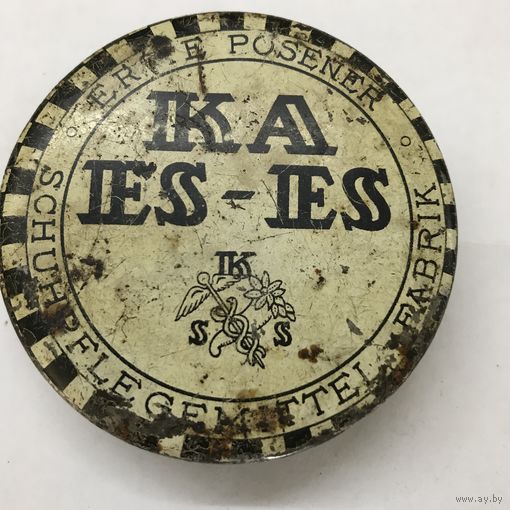 ERSTE POSENER
SCHUHPFLEGEMITTEL-FABRIK
KA
ES-ES
K
S S
© www.ay.by